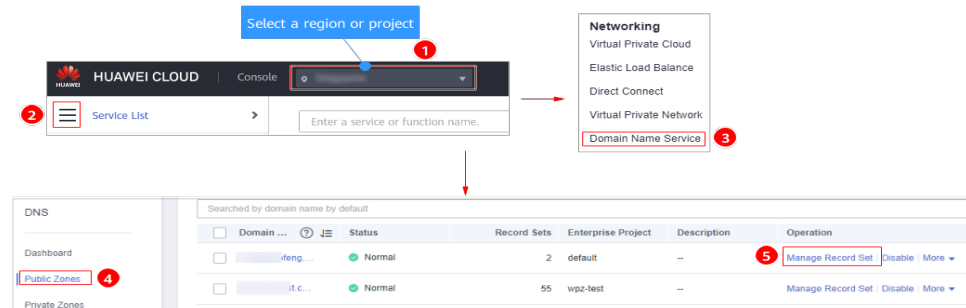 Select a region or project
1
HUAWEI
HUAWEI CLOUD
Console
2
Service List
Enter a service or function name.
Networking
Virtual Private Cloud
Elastic Load Balance
Direct Connect
Virtual Private Network
Domain Name Service
3
DNS
Dashboard
Public Zones
4
Private Zones
Searched by domain name by default
Domain ... ? Status Record Sets Enterprise Project Description Operation
feng.... Normal 2 default -- 5 Manage Record Set Disable More
st.c... Normal 55 wpz-test -- Manage Record Set Disable More